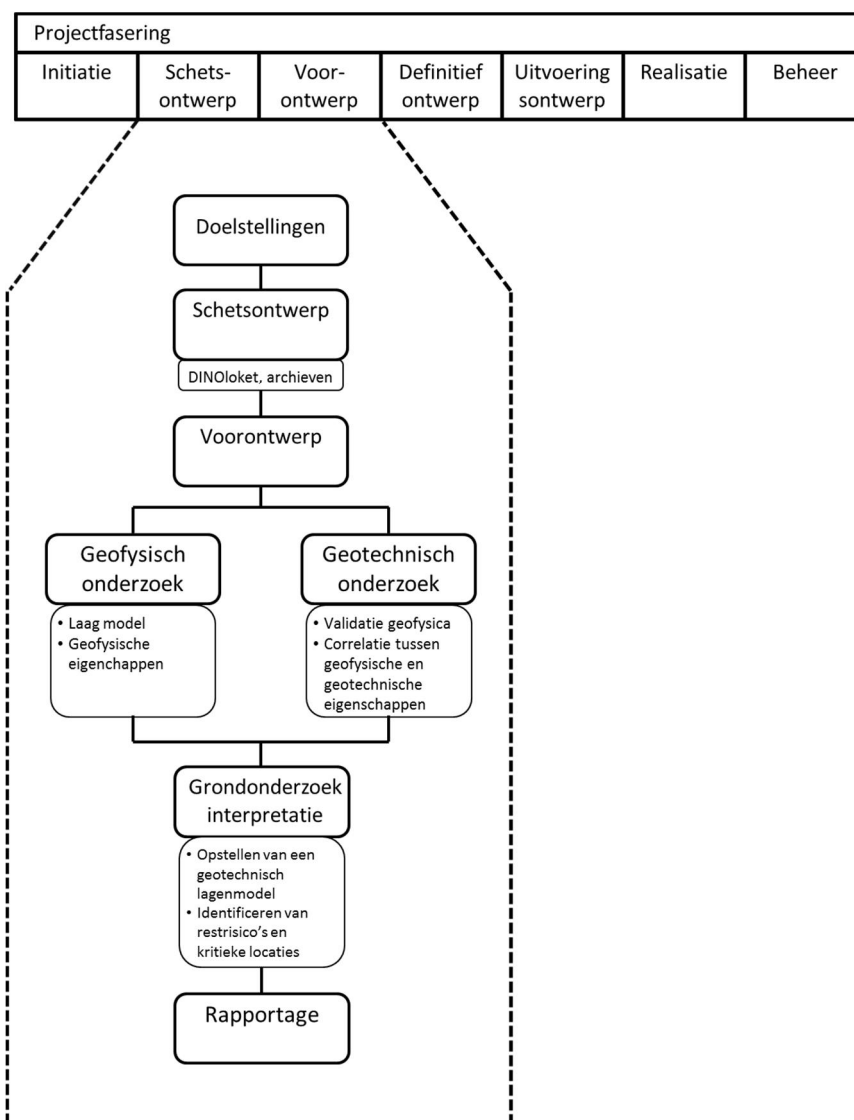 Projectfasering
Initiatie
Schets-
ontwerp
Voor-
ontwerp
Definitief
ontwerp
Uitvoering
sontwerp
Realisatie
Beheer
Doelstellingen
Schetsontwerp
DINOloket, archieven
Voorontwerp
Geofysisch
onderzoek
• Laag model
• Geofysische
eigenchappen
Geotechnisch
onderzoek
• Validatie geofysica
• Correlatie tussen
geofysische en
geotechnische
eigenschappen
Grondonderzoek
interpretatie
• Opstellen van een
geotechnisch
lagenmodel
• Identificeren van
restrisico's en
kritieke locaties
Rapportage